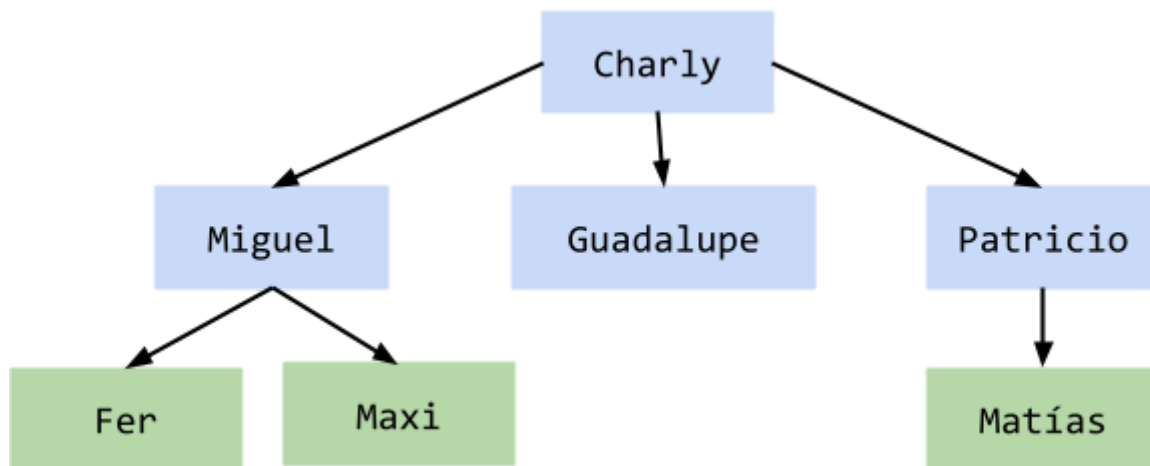 Charly
Miguel
Guadalupe
Patricio
Fer
Maxi
Matías